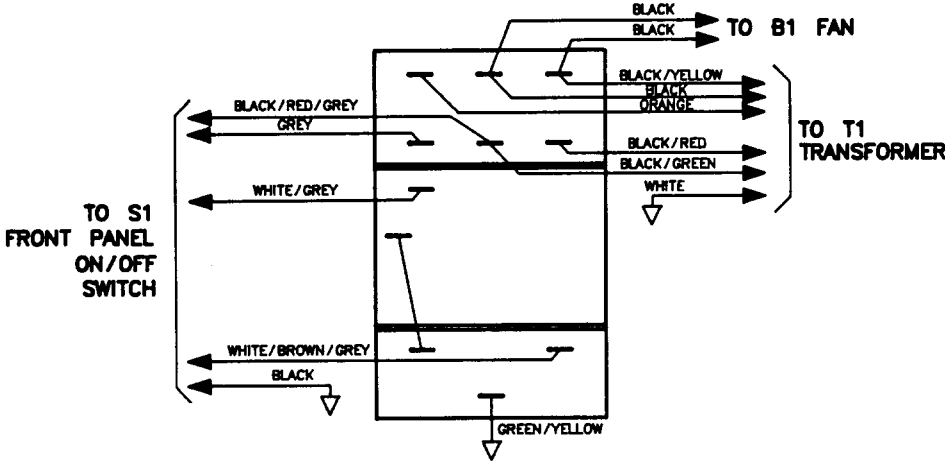 BLACK
BLACK
TO B1 FAN
BLACK/YELLOW
BLACK
ORANGE
BLACK/RED/GREY
GREY
TO T1
TRANSFORMER
BLACK/RED
BLACK/GREEN
WHITE
WHITE/GREY
TO S1
FRONT PANEL
ON/OFF
SWITCH
WHITE/BROWN/GREY
BLACK
GREEN/YELLOW